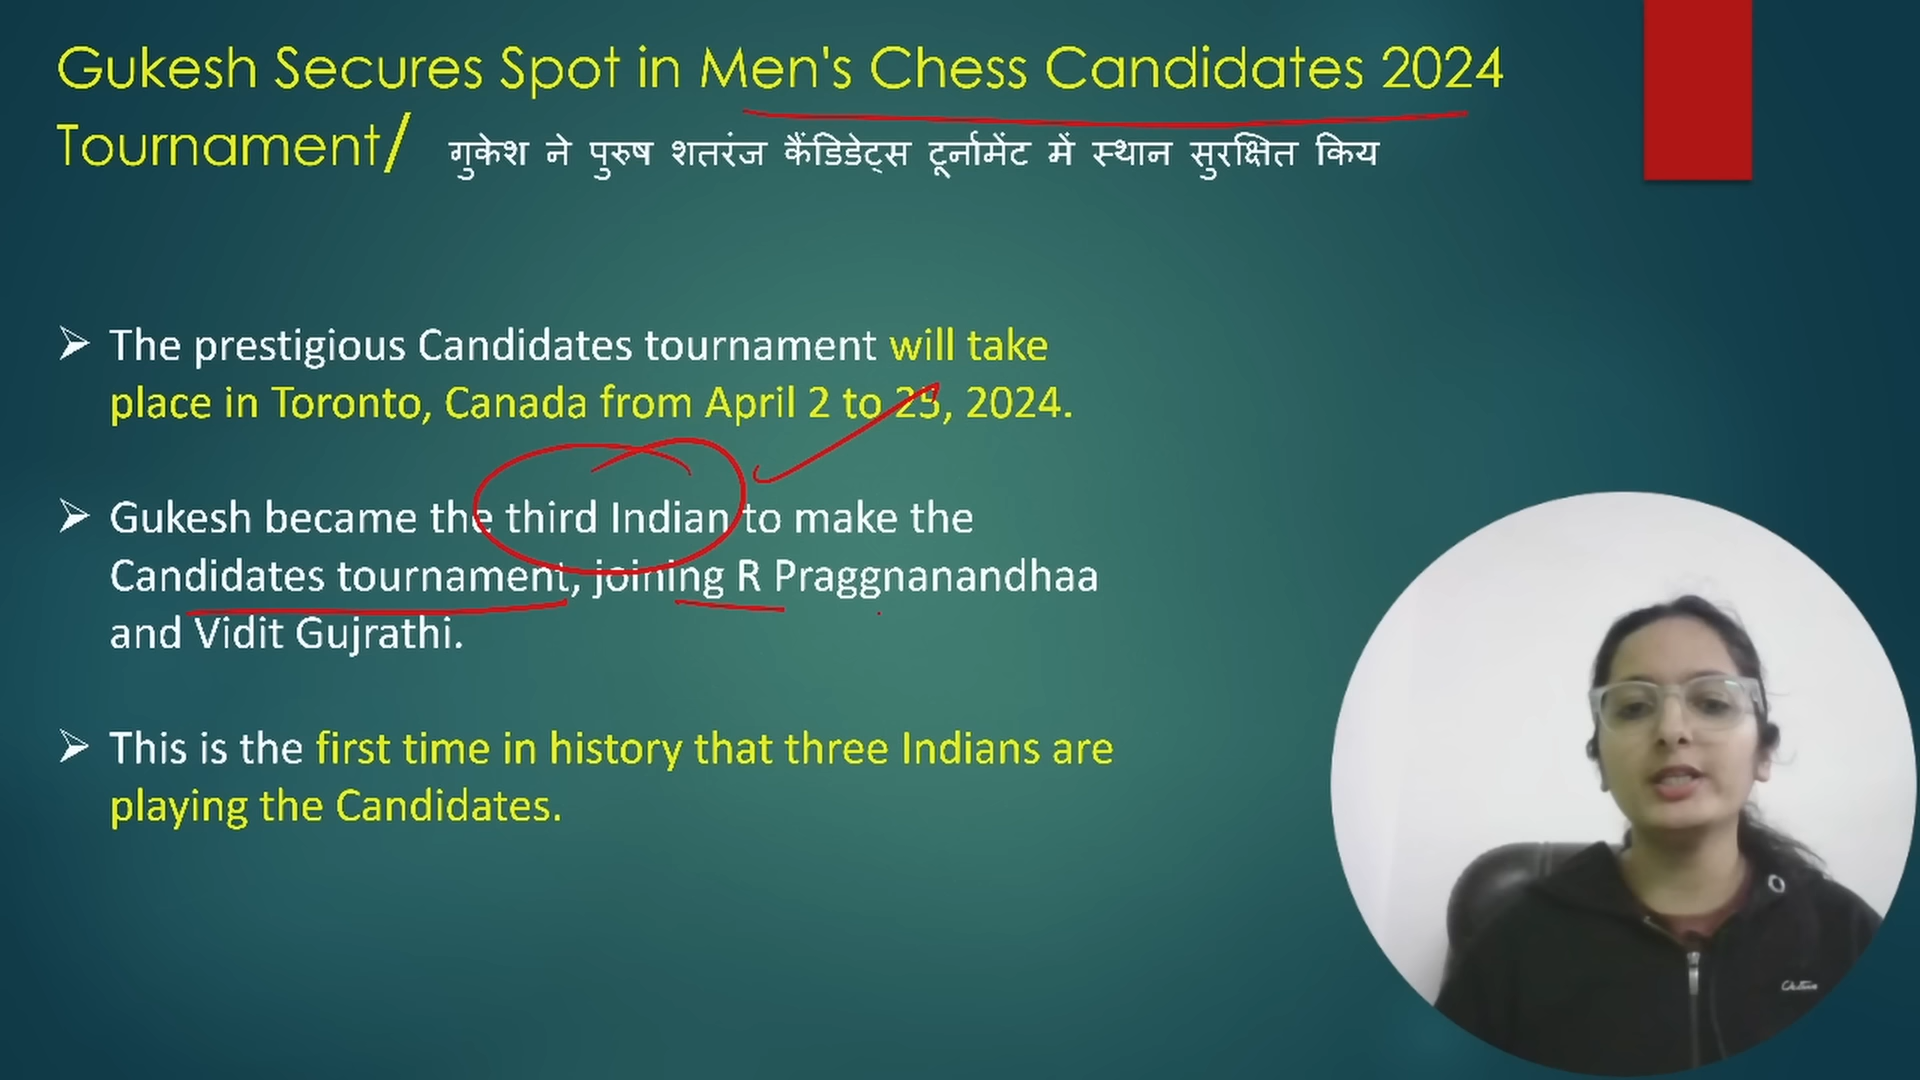 Gukesh Secures Spot in Men's Chess Candidates 2024
Tournament/ गुकेश ने पुरुष शतरंज कैंडिडेट्स टूर्नामेंट में स्थान सुरक्षित किय
➢ The prestigious Candidates tournament will take
place in Toronto, Canada from April 2 to 25, 2024.
➢ Gukesh became the third Indian to make the
Candidates tournament, joining R Praggnanandhaa
and Vidit Gujrathi.
➢ This is the first time in history that three Indians are
playing the Candidates.